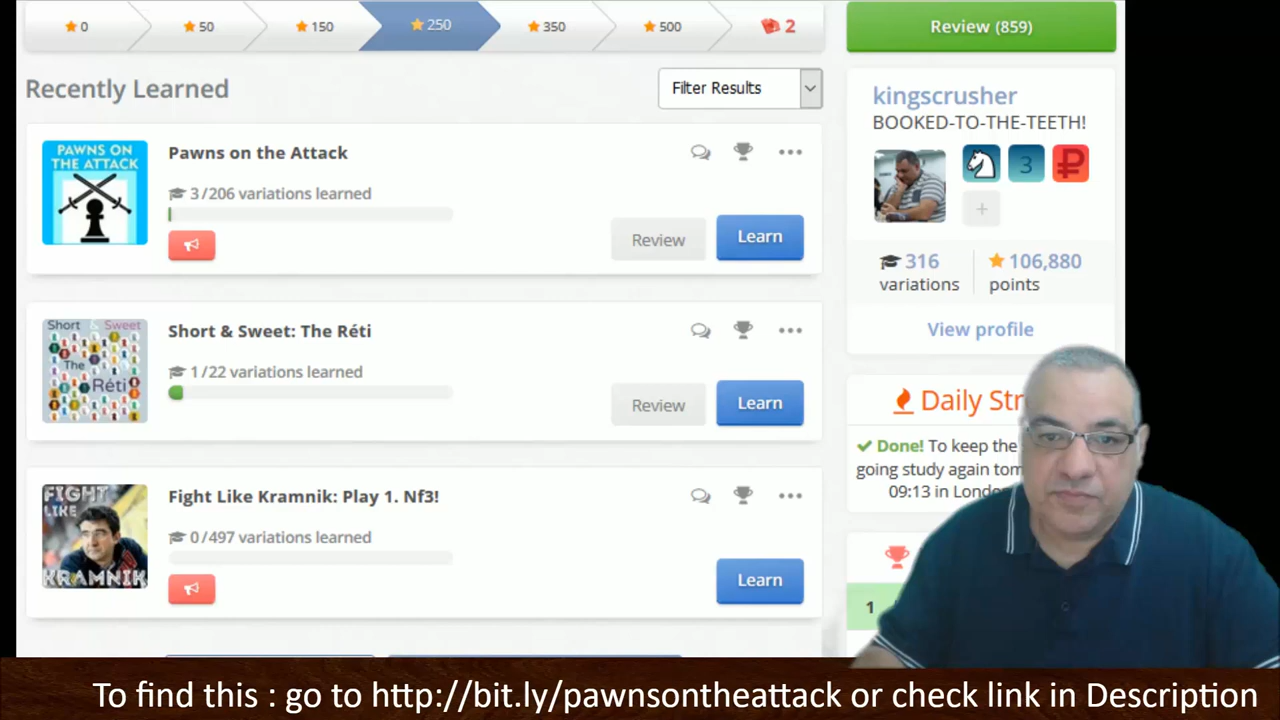 0
50
150
250
350
500
2
Review (859)
Recently Learned
Filter Results
kingscrusher
BOOKED-TO-THE-TEETH!
3
316
variations
106,880
points
View profile
PAWNS ON
THE ATTACK
Pawns on the Attack
3/206 variations learned
Review
Learn
Short & Sweet
The
Réti
Short & Sweet: The Réti
1/22 variations learned
Review
Learn
FIGHT
LIKE
KRAMNIK
Fight Like Kramnik: Play 1. Nf3!
0/497 variations learned
Learn
Daily
Done! To keep the
going study again
09:13 in
1
To find this : go to http://bit.ly/pawnsontheattack or check link in Description